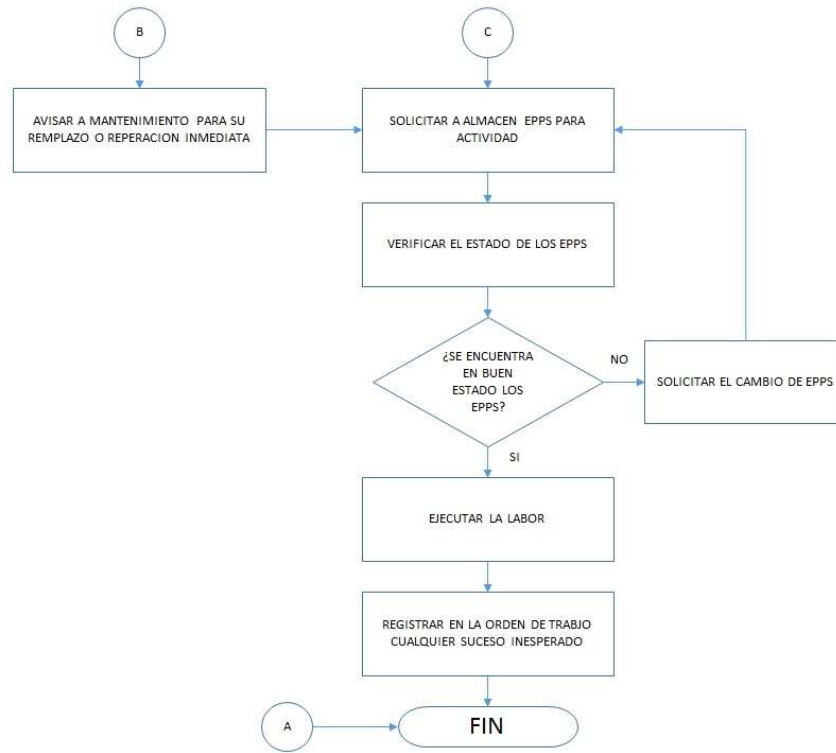 B
C
AVISAR A MANTENIMIENTO PARA SU
REMPLAZO O REPERACION INMEDIATA
SOLICITAR A ALMACEN EPPS PARA
ACTIVIDAD
VERIFICAR EL ESTADO DE LOS EPPS
¿SE ENCUENTRA
EN BUEN
ESTADO LOS
EPPS?
NO
SOLICITAR EL CAMBIO DE EPPS
SI
EJECUTAR LA LABOR
REGISTRAR EN LA ORDEN DE TRABJO
CUALQUIER SUCESO INESPERADO
A
FIN